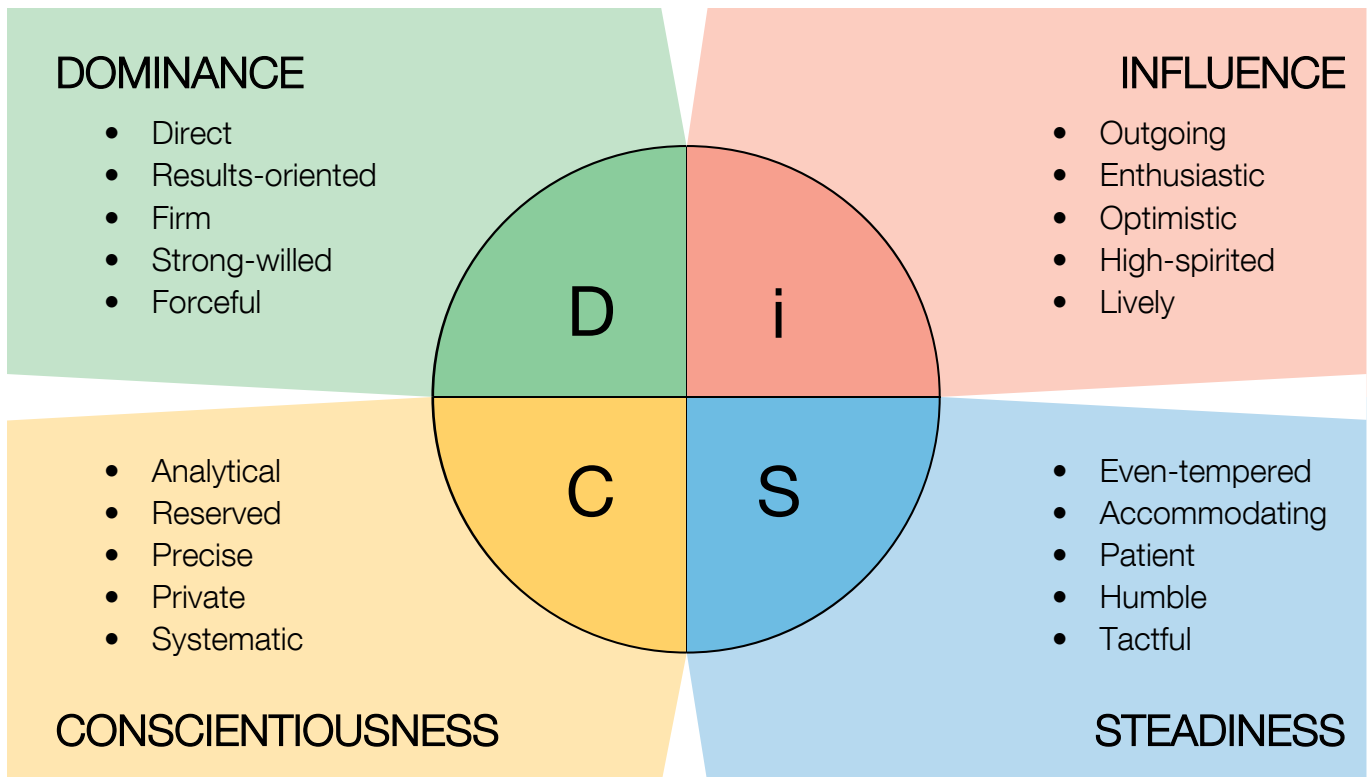 DOMINANCE
• Direct
• Results-oriented
• Firm
• Strong-willed
• Forceful
INFLUENCE
• Outgoing
• Enthusiastic
• Optimistic
• High-spirited
• Lively
D
i
C
S
• Analytical
• Reserved
• Precise
• Private
• Systematic
CONSCIENTIOUSNESS
• Even-tempered
• Accommodating
• Patient
• Humble
• Tactful
STEADINESS